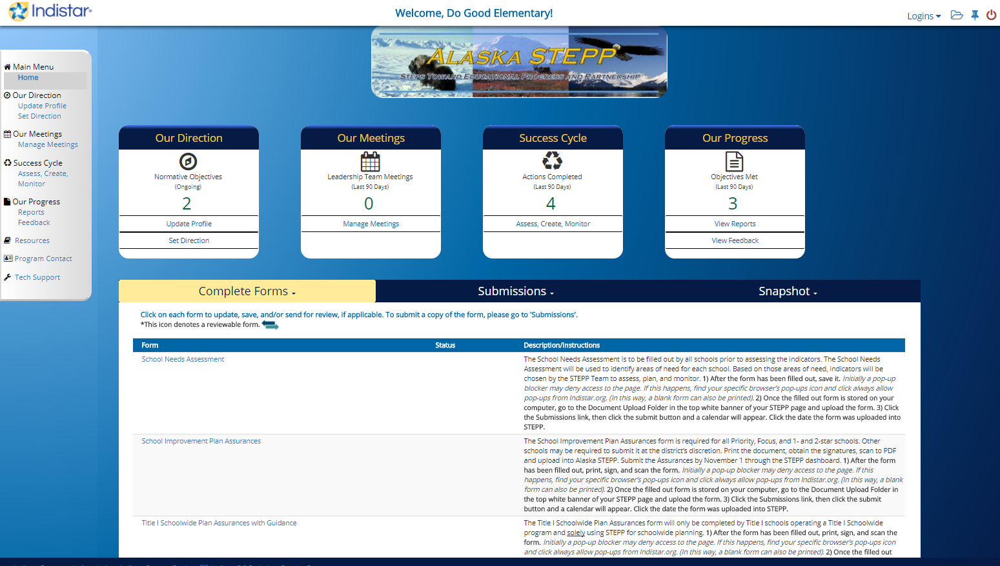 Indistar®
Welcome, Do Good Elementary!
Logins
ALASKA STEPP
STEPS TOWARD EDUCATIONAL PROGRESS AND PARTNERSHIP
Main Menu
Home
Our Direction
Update Profile
Set Direction
Our Meetings
Manage Meetings
Success Cycle
Assess, Create,
Monitor
Our Progress
Reports
Feedback
Resources
Program Contact
Tech Support
Our Direction
Normative Objectives
(Ongoing)
2
Update Profile
Set Direction
Our Meetings
Leadership Team Meetings
(Last 90 Days)
0
Manage Meetings
Success Cycle
Actions Completed
(Last 90 Days)
4
Assess, Create, Monitor
Our Progress
Objectives Met
(Last 90 Days)
3
View Reports
View Feedback
Complete Forms
Submissions
Snapshot
Click on each form to update, save, and/or send for review, if applicable. To submit a copy of the form, please go to 'Submissions'.
*This icon denotes a reviewable form.
Form Status Description/Instructions
School Needs Assessment
The School Needs Assessment is to be filled out by all schools prior to assessing the indicators. The School Needs
Assessment will be used to identify areas of need for each school. Based on those areas of need, indicators will be
chosen by the STEPP Team to assess, plan, and monitor. 1) After the form has been filled out, save it. Initially a pop-up
blocker may deny access to the page. If this happens, find your specific browser's pop-ups icon and click always allow
pop-ups from Indistar.org. (In this way, a blank form can also be printed). 2) Once the filled out form is stored on your
computer, go to the Document Upload Folder in the top white banner of your STEPP page and upload the form. 3) Click
the Submissions link, then click the submit button and a calendar will appear. Click the date the form was uploaded into
STEPP.
School Improvement Plan Assurances
The School Improvement Plan Assurances form is required for all Priority, Focus, and 1- and 2-star schools. Other
schools may be required to submit it at the district's discretion. Print the document, obtain the signatures, scan to PDF
and upload into Alaska STEPP. Submit the Assurances by November 1 through the STEPP dashboard. 1) After the form
has been filled out, print, sign, and scan the form. Initially a pop-up blocker may deny access to the page. If this
happens, find your specific browser's pop-ups icon and click always allow pop-ups from Indistar.org. (In this way, a blank
form can also be printed). 2) Once the filled out form is stored on your computer, go to the Document Upload Folder in
the top white banner of your STEPP page and upload the form. 3) Click the Submissions link, then click the submit
button and a calendar will appear. Click the date the form was uploaded into STEPP.
Title I Schoolwide Plan Assurances with Guidance
The Title I Schoolwide Plan Assurances form will only be completed by Title I schools operating a Title I Schoolwide
program and solely using STEPP for schoolwide planning. 1) After the form has been filled out, print, sign, and scan the
form. Initially a pop-up blocker may deny access to the page. If this happens, find your specific browser's pop-ups icon
and click always allow pop-ups from Indistar.org. (In this way, a blank form can also be printed). 2) Once the filled out